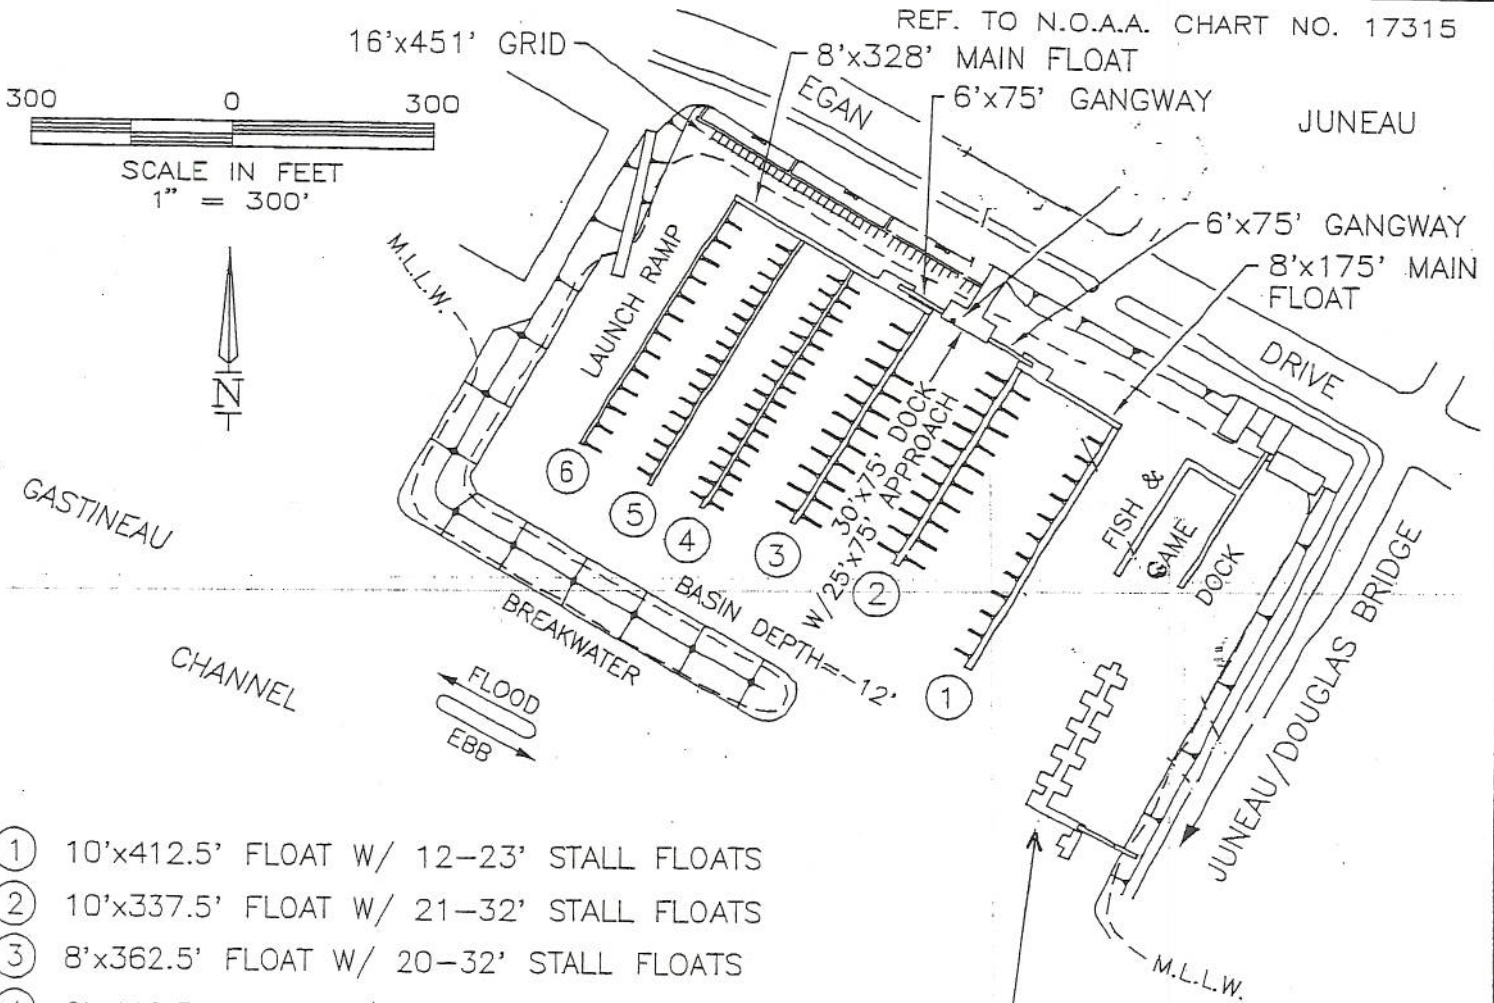 REF. TO N.O.A.A. CHART NO. 17315
16'x451' GRID
8'x328' MAIN FLOAT
6'x75' GANGWAY
EGAN
JUNEAU
300 0 300
SCALE IN FEET
1" = 300'
6'x75' GANGWAY
8'x175' MAIN
FLOAT
M.L.L.W.
LAUNCH RAMP
DRIVE
N
30'x75' DOCK
APPROACH
W/25'x75'
6
5
4
3
2
1
FISH &
GAME
DOCK
GASTINEAU
CHANNEL
BREAKWATER
BASIN DEPTH=-12'
FLOOD
EBB
JUNEAU/DOUGLAS BRIDGE
M.L.L.W.
1 10'x412.5' FLOAT W/ 12-23' STALL FLOATS
2 10'x337.5' FLOAT W/ 21-32' STALL FLOATS
3 8'x362.5' FLOAT W/ 20-32' STALL FLOATS